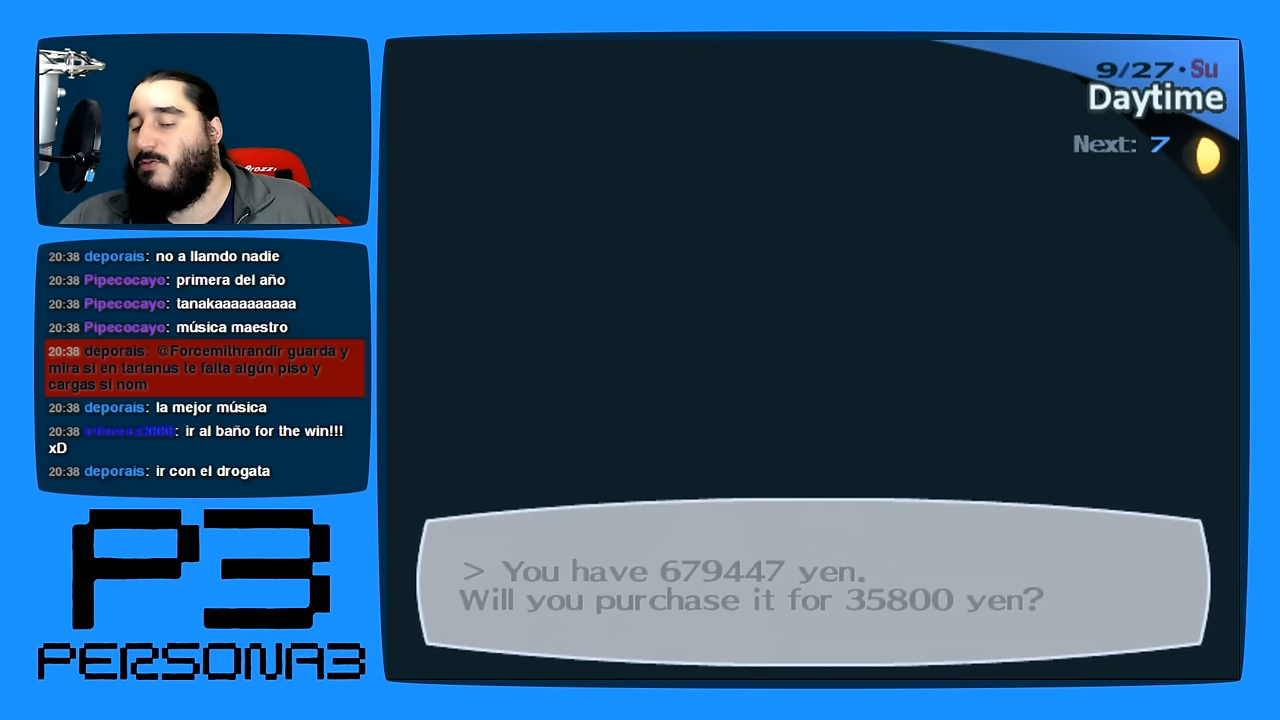 Brozzi
20:38 deporais: no a llamdo nadie
20:38 Pipecocayo: primera del año
20:38 Pipecocayo: tanakaaaaaaaaaa
20:38 Pipecocayo: música maestro
20:38 deporais: @Forcemithrandir guarda y
mira si en tartanus te falta algún piso y
cargas si nom
20:38 deporais: la mejor música
20:38 : ir al baño for the win!!!
xD
20:38 deporais: ir con el drogata
P3
PERSONA3
9/27·Su
Daytime
Next: 7
> You have 679447 yen.
Will you purchase it for 35800 yen?